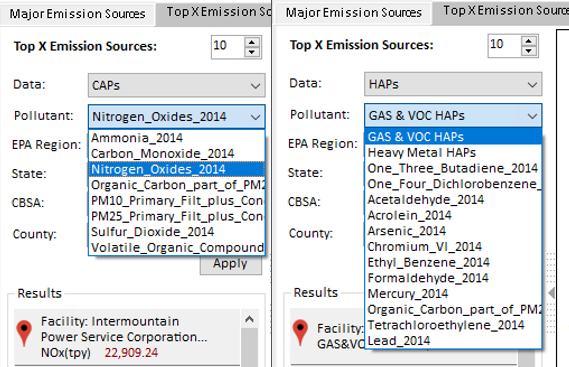 Major Emission Sources
Top X Emission So
Top X Emission Sources:
10
Data:
CAPs
Pollutant:
Nitrogen_Oxides_2014
EPA Region:
State:
CBSA:
County:
Ammonia_2014
Carbon_Monoxide_2014
Nitrogen_Oxides_2014
Organic_Carbon_part_of_PM2
PM10_Primary_Filt_plus_Con
PM25_Primary_Filt_plus_Con
Sulfur_Dioxide_2014
Volatile_Organic_Compound
Apply
Results
Facility: Intermountain
Power Service Corporation...
NOx(tpy) 22,909.24
Major Emission Sources
Top X Emission Sou
Top X Emission Sources:
10
Data:
HAPs
Pollutant:
GAS & VOC HAPs
EPA Region:
State:
CBSA:
County:
GAS & VOC HAPs
Heavy Metal HAPs
One_Three_Butadiene_2014
One_Four_Dichlorobenzene_
Acetaldehyde_2014
Acrolein_2014
Arsenic_2014
Chromium_VI_2014
Ethyl_Benzene_2014
Formaldehyde_2014
Mercury_2014
Organic_Carbon_part_of_PM2
Tetrachloroethylene_2014
Lead_2014
Results
Facility:
GAS&VO